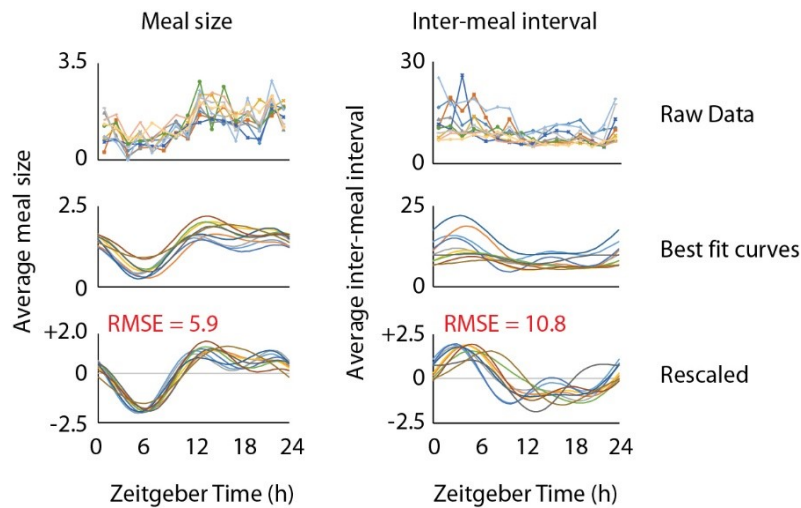 Meal size
Inter-meal interval
3.5
0
30
0
Raw Data
2.5
0
25
0
Best fit curves
Average meal size
Average inter-meal interval
RMSE = 5.9
+2.0
0
-2.5
RMSE = 10.8
+2.5
0
-2.5
Rescaled
0 6 12 18 24
0 6 12 18 24
Zeitgeber Time (h)
Zeitgeber Time (h)